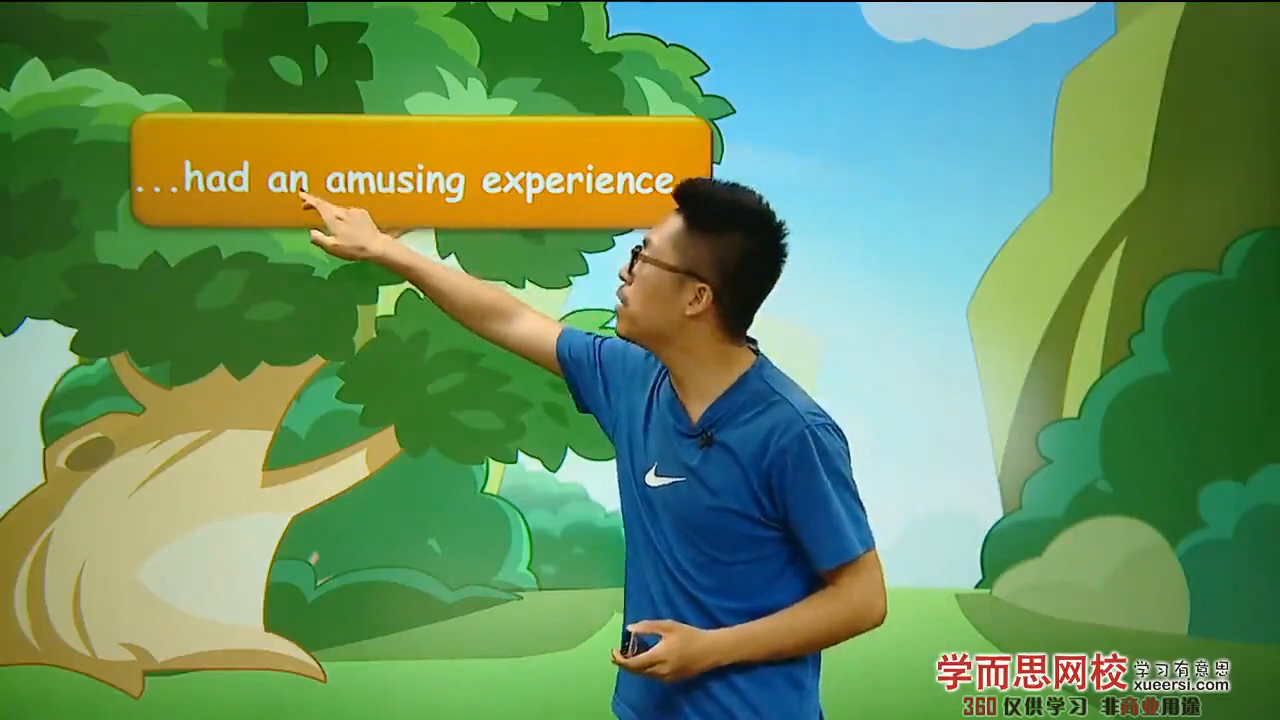 ...had an amusing experience
学而思网校 学习有意思
xueersi.com
360 仅供学习 非商业用途